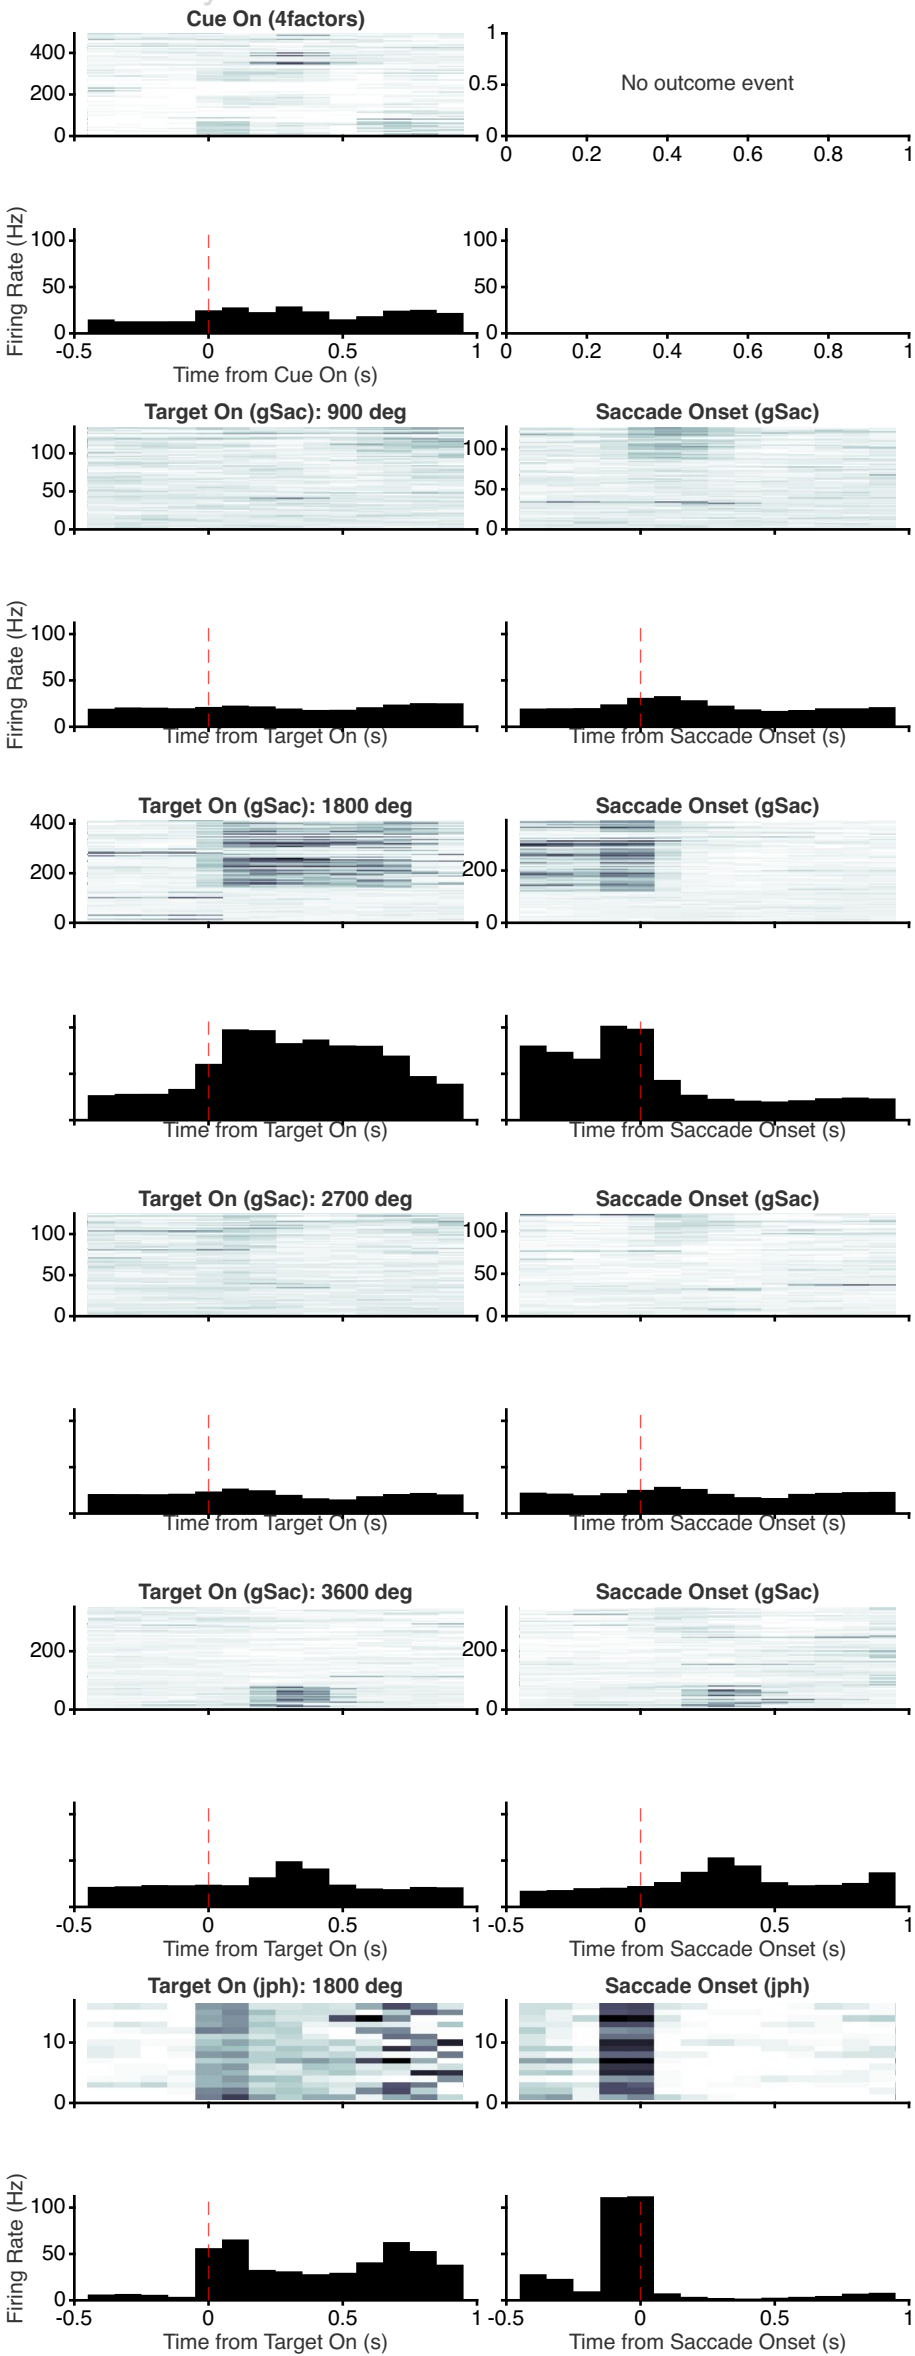 Cue On (4factors)
400
200
0
1
0.5
0
No outcome event
0 0.2 0.4 0.6 0.8 1
Firing Rate (Hz)
100
50
0
-0.5 0 0.5 1
Time from Cue On (s)
100
50
0
0 0.2 0.4 0.6 0.8 1
Target On (gSac): 900 deg
100
50
0
Saccade Onset (gSac)
100
50
0
Firing Rate (Hz)
100
50
0
Time from Target On (s)
Time from Saccade Onset (s)
Target On (gSac): 1800 deg
400
200
0
Saccade Onset (gSac)
200
0
Time from Target On (s)
Time from Saccade Onset (s)
Target On (gSac): 2700 deg
100
50
0
Saccade Onset (gSac)
100
50
0
Time from Target On (s)
Time from Saccade Onset (s)
Target On (gSac): 3600 deg
200
0
Saccade Onset (gSac)
200
0
-0.5 0 0.5 1
Time from Target On (s)
-0.5 0 0.5 1
Time from Saccade Onset (s)
Target On (jph): 1800 deg
10
0
Saccade Onset (jph)
10
0
Firing Rate (Hz)
100
50
0
-0.5 0 0.5 1
Time from Target On (s)
-0.5 0 0.5 1
Time from Saccade Onset (s)